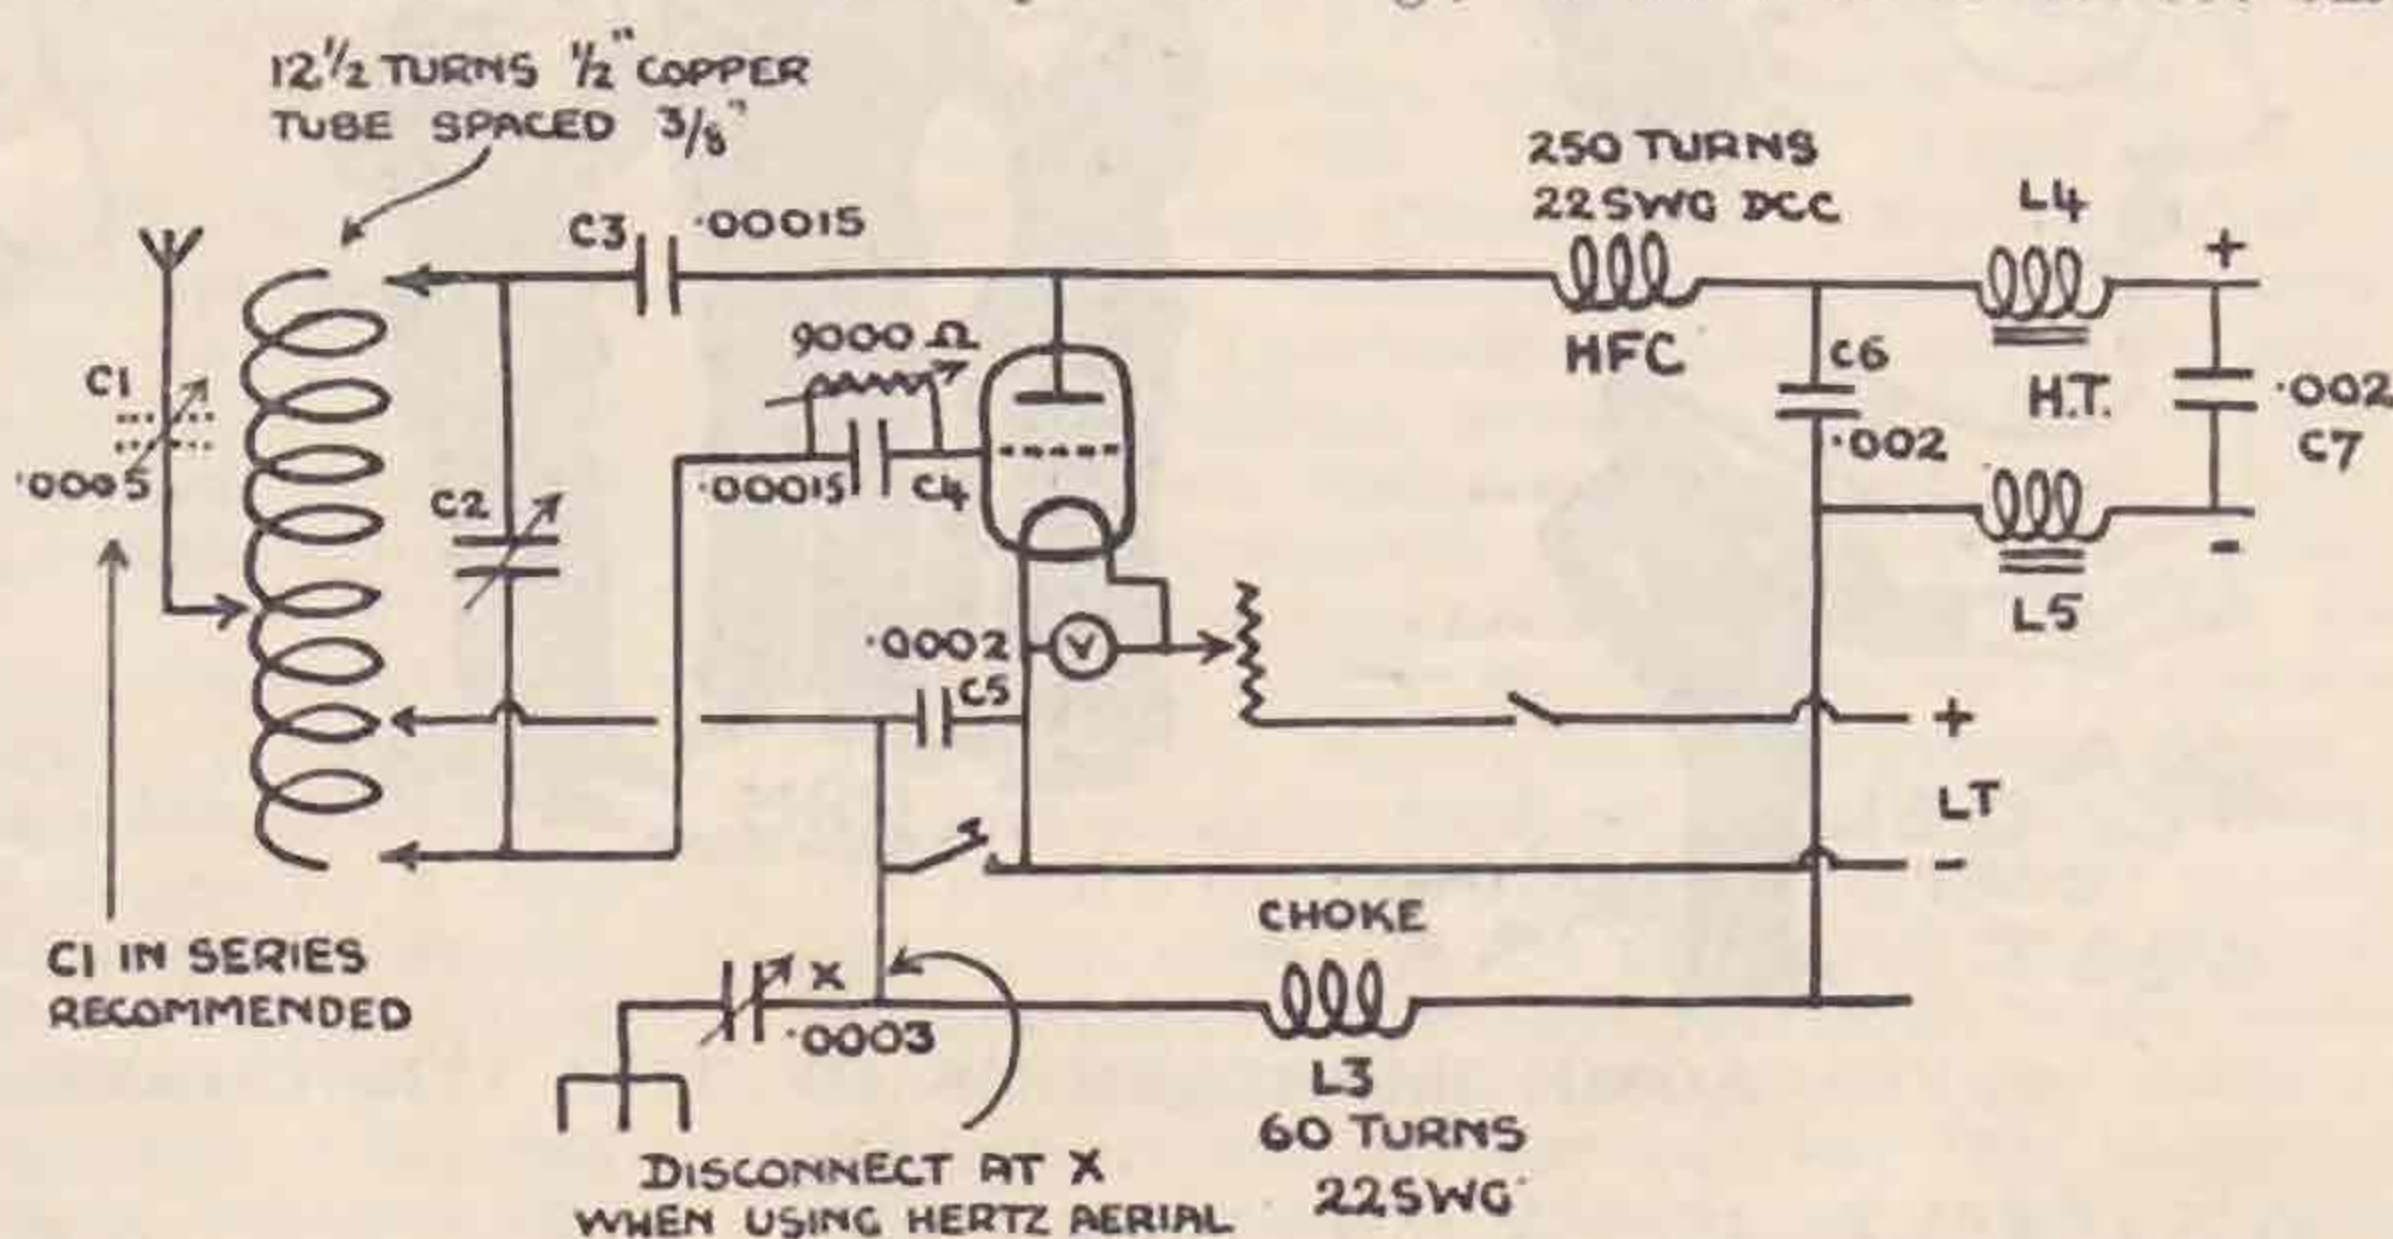 12½ TURNS ½" COPPER
TUBE SPACED 3/8"
250 TURNS
22SWG DCC
L4
C3
.00015
+
9000 Ω
HFC
C6
C1
H.T.
.002
.0005
C2
.00015
C4
.002
C7
-
L5
.0002
V
C5
+
LT
-
CHOKE
C1 IN SERIES
RECOMMENDED
X
.0003
L3
60 TURNS
22SWG
DISCONNECT AT X
WHEN USING HERTZ AERIAL